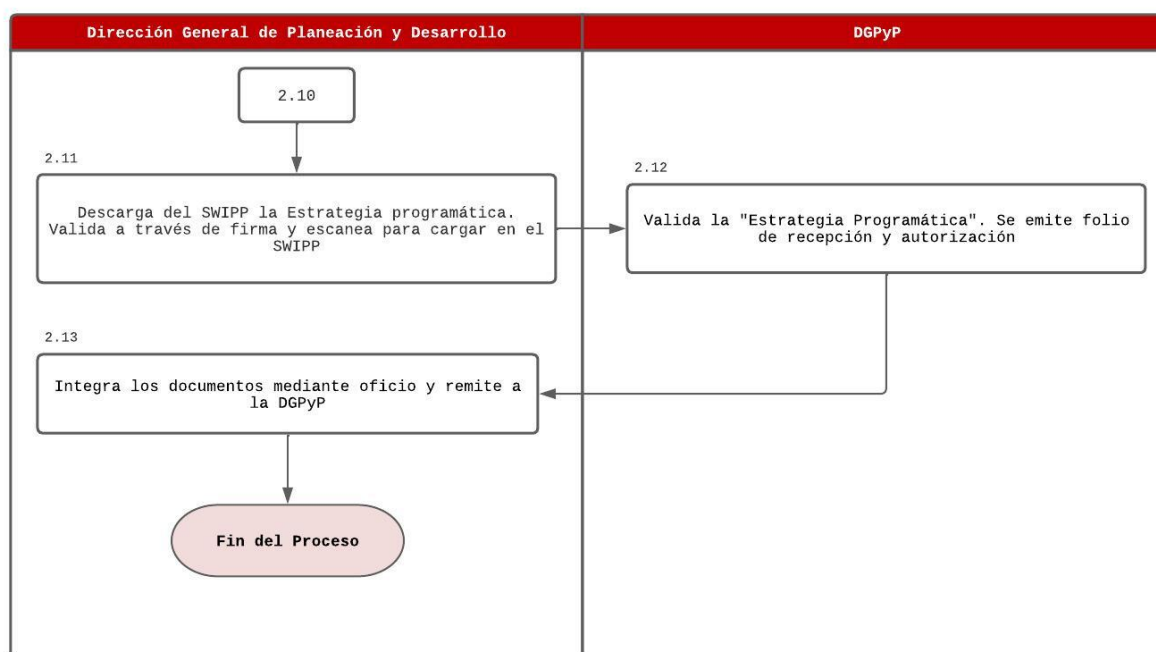 Dirección General de Planeación y Desarrollo
DGPyP
2.10
2.11
Descarga del SWIPP la Estrategia programática.
Valida a través de firma y escanea para cargar en el
SWIPP
2.12
Valida la "Estrategia Programática". Se emite folio
de recepción y autorización
2.13
Integra los documentos mediante oficio y remite a
la DGPyP
Fin del Proceso